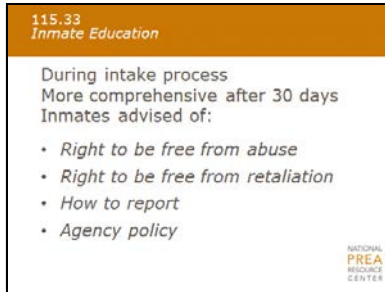 115.33
Inmate Education
During intake process
More comprehensive after 30 days
Inmates advised of:
• Right to be free from abuse
• Right to be free from retaliation
• How to report
• Agency policy
NATIONAL
PREA
RESOURCE
CENTER